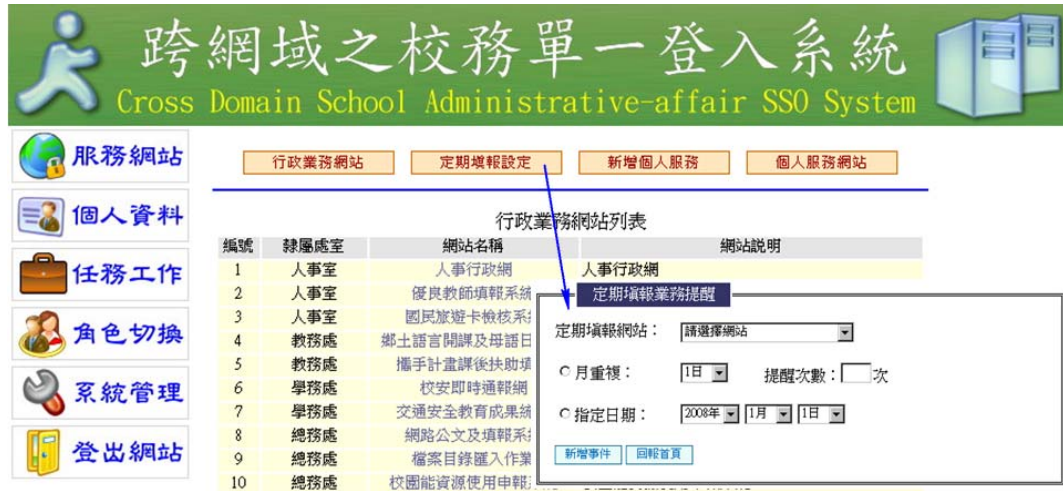 跨網域之校務單一登入系統
Cross Domain School Administrative-affair SSO System
服務網站
個人資料
任務工作
角色切換
系統管理
登出網站
行政業務網站 定期填報設定 新增個人服務 個人服務網站
行政業務網站列表
編號 隸屬處室 網站名稱 網站說明
1 人事室 人事行政網 人事行政網
2 人事室 優良教師填報系統
3 人事室 國民旅遊卡檢核系
4 教務處 鄉土語言開課及母語日
5 教務處 攜手計畫課後扶助填
6 學務處 校安即時通報網
7 學務處 交通安全教育成果
8 總務處 網路公文及填報系
9 總務處 檔案目錄匯入作業
10 總務處 校園能資源使用申報
定期填報業務提醒
定期填報網站： 請選擇網站
月重複： 1日 提醒次數： 次
指定日期： 2008年 1月 1日
新增事件 回報首頁